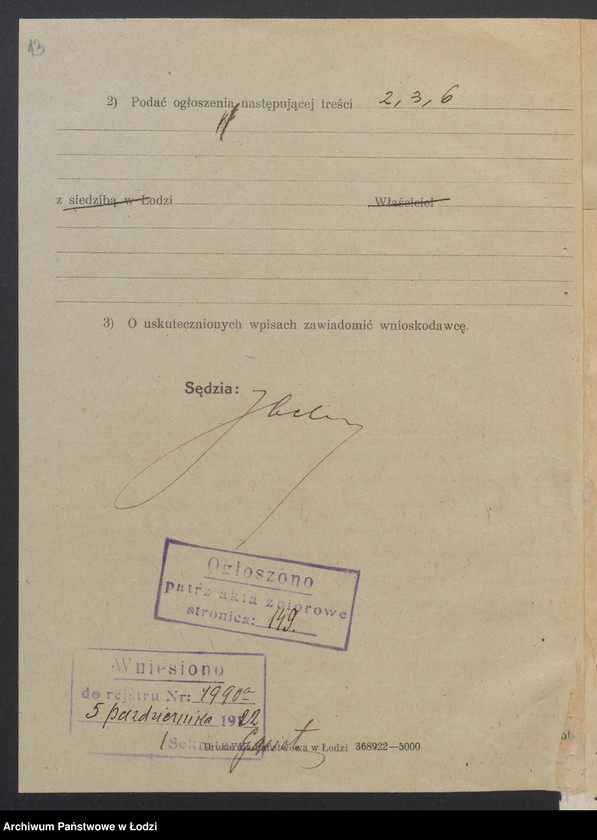 13
2) Podać ogłoszenia następującej treści 2, 3, 6
z siedzibą w Łodzi Właściciel
3) O uskutecznionych wpisach zawiadomić wnioskodawcę.
Sędzia:
Ogłoszono
patrz akta zbiorowe
stronica: 149.
Wniesiono
do rejstru Nr: 1990a
5 października 1922
Drukarnia Państwowa w Łodzi 368922—5000
Archiwum Państwowe w Łodzi